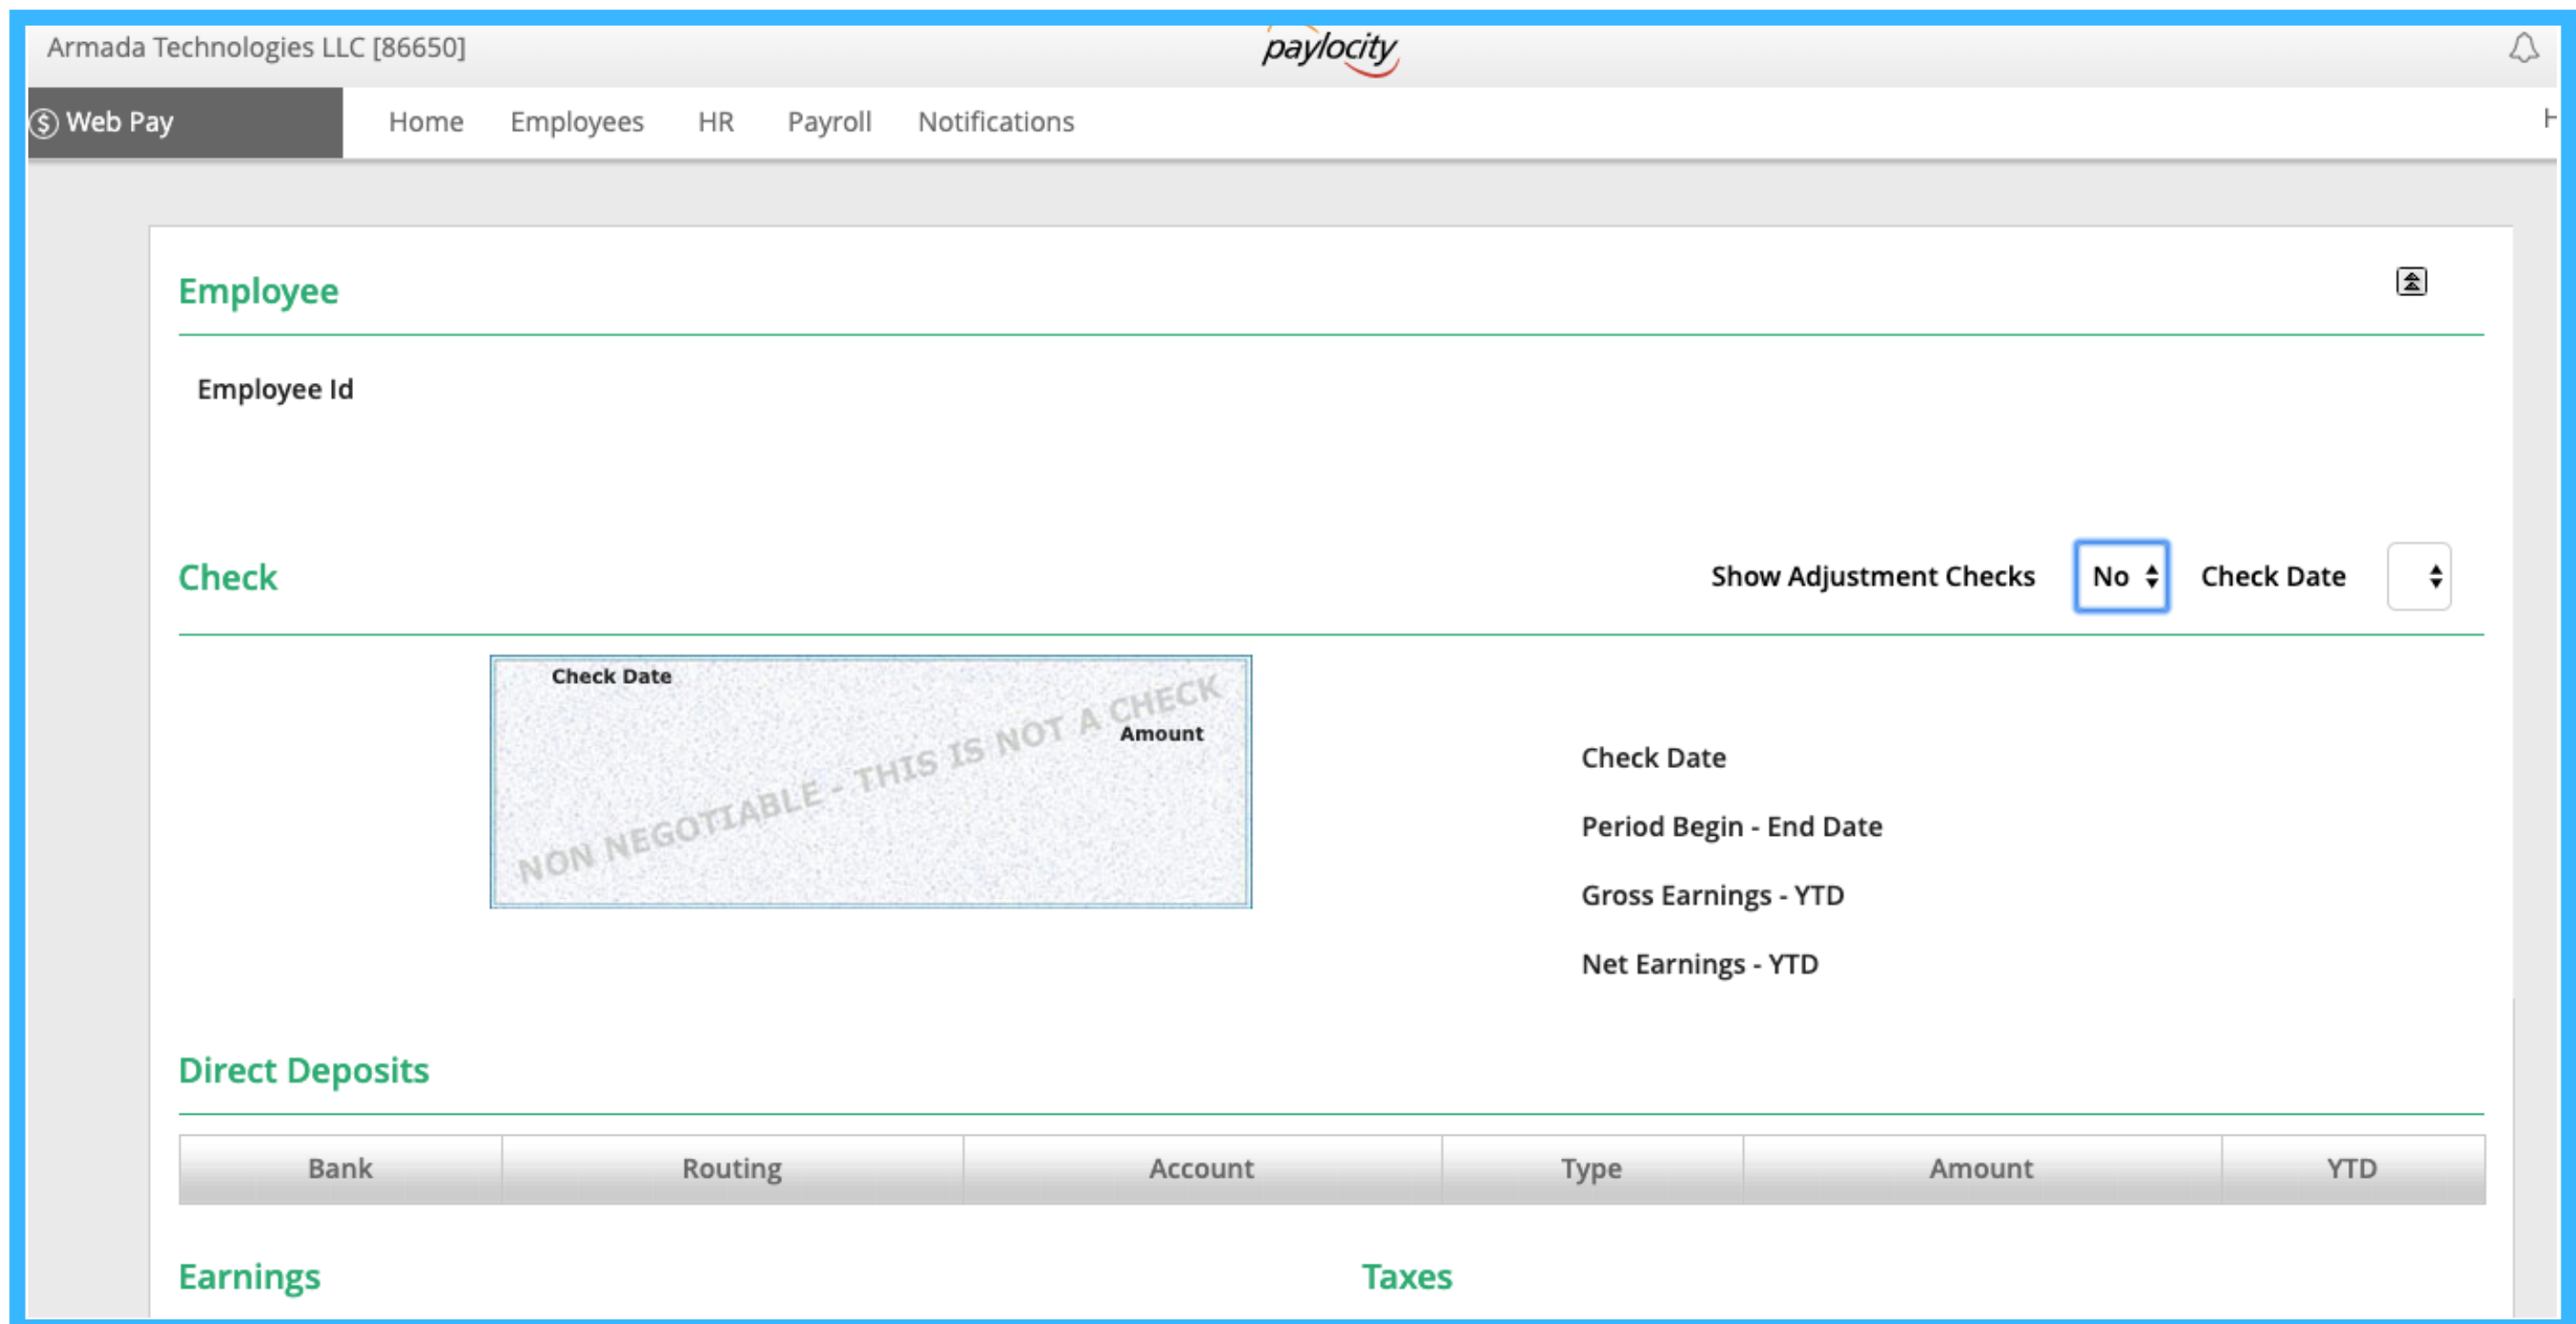 Armada Technologies LLC [86650]
paylocity
Web Pay
Home Employees HR Payroll Notifications
Employee
Employee Id
Check
Show Adjustment Checks No Check Date
Check Date
Amount
NON NEGOTIABLE - THIS IS NOT A CHECK
Check Date
Period Begin - End Date
Gross Earnings - YTD
Net Earnings - YTD
Direct Deposits
Bank Routing Account Type Amount YTD
Earnings Taxes